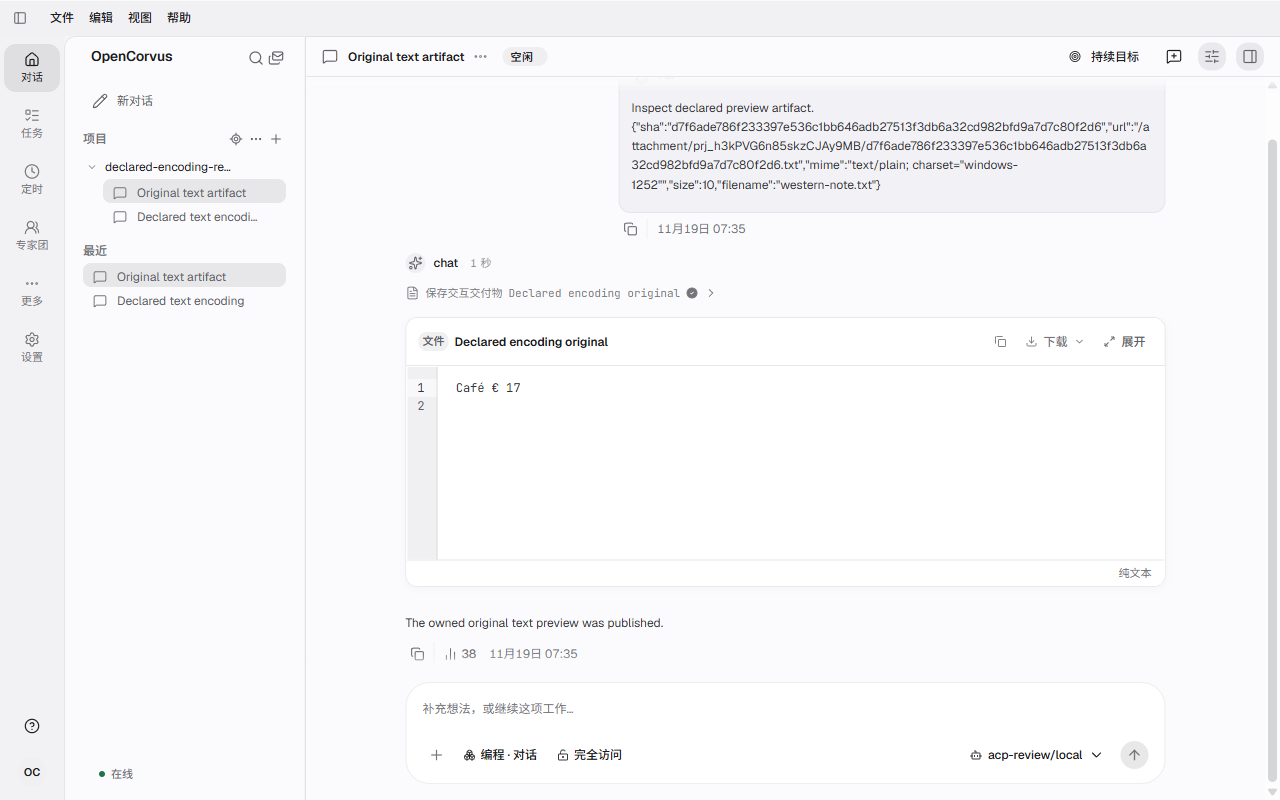 文件 编辑 视图 帮助
对话
任务
定时
专家团
更多
设置
OC
OpenCorvus
新对话
项目
declared-encoding-re...
Original text artifact
Declared text encodi...
最近
Original text artifact
Declared text encoding
在线
Original text artifact 空闲
持续目标
Inspect declared preview artifact.
{"sha":"d7f6ade786f233397e536c1bb646adb27513f3db6a32cd982bfd9a7d7c80f2d6","url":"/a
ttachment/prj_h3kPVG6n85skzCJAy9MB/d7f6ade786f233397e536c1bb646adb27513f3db6a
32cd982bfd9a7d7c80f2d6.txt","mime":"text/plain; charset="windows-
1252"","size":10,"filename":"western-note.txt"}
11月19日 07:35
chat 1 秒
保存交互交付物 Declared encoding original
文件 Declared encoding original 下载 展开
1 Café € 17
2
纯文本
The owned original text preview was published.
38 11月19日 07:35
补充想法，或继续这项工作...
编程 · 对话 完全访问 acp-review/local